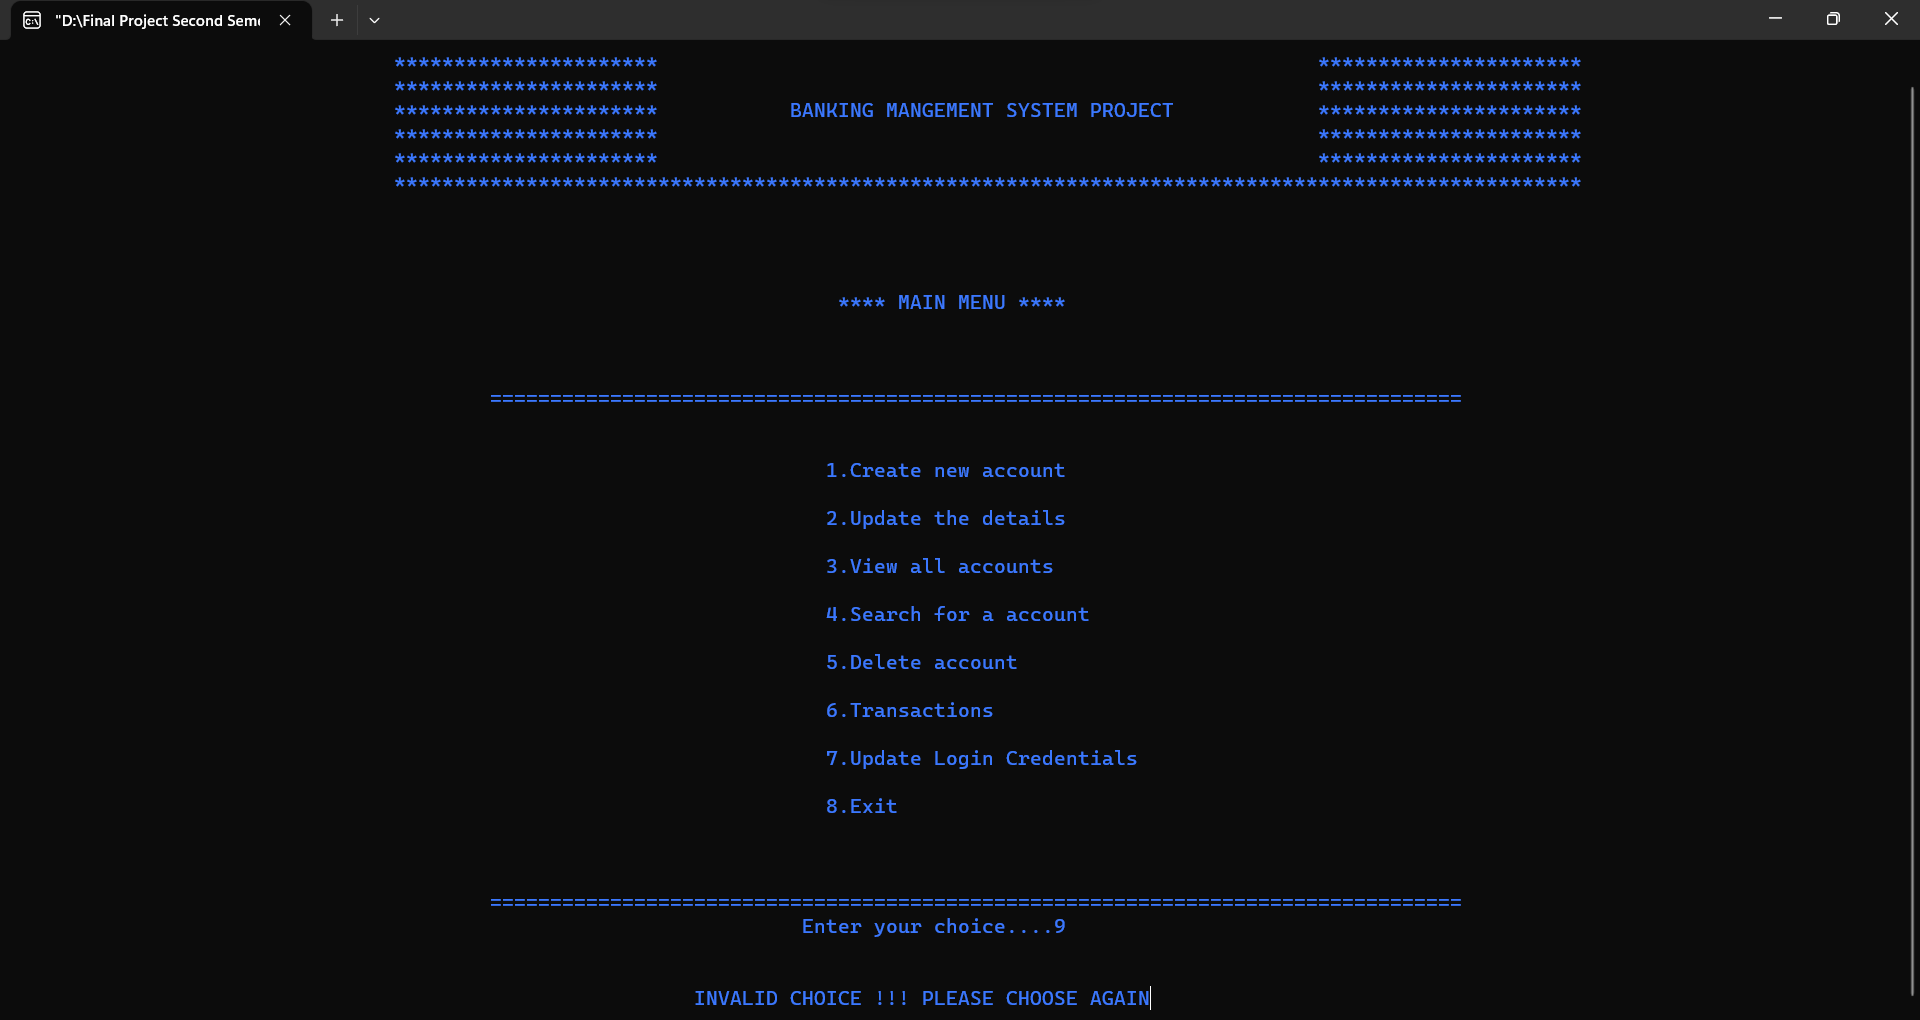 "D:\Final Project Second Seme
********************** **********************
********************** **********************
********************** BANKING MANGEMENT SYSTEM PROJECT **********************
********************** **********************
********************** **********************
***************************************************************************************************
**** MAIN MENU ****
=================================================================================
1.Create new account
2.Update the details
3.View all accounts
4.Search for a account
5.Delete account
6.Transactions
7.Update Login Credentials
8.Exit
=================================================================================
Enter your choice....9
INVALID CHOICE !!! PLEASE CHOOSE AGAIN